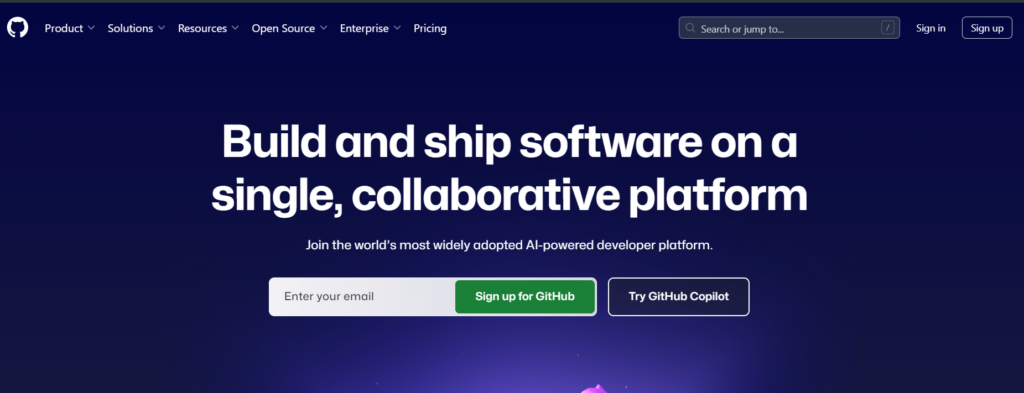 Product Solutions Resources Open Source Enterprise Pricing Search or jump to... / Sign in Sign up
Build and ship software on a
single, collaborative platform
Join the world's most widely adopted AI-powered developer platform.
Enter your email Sign up for GitHub Try GitHub Copilot